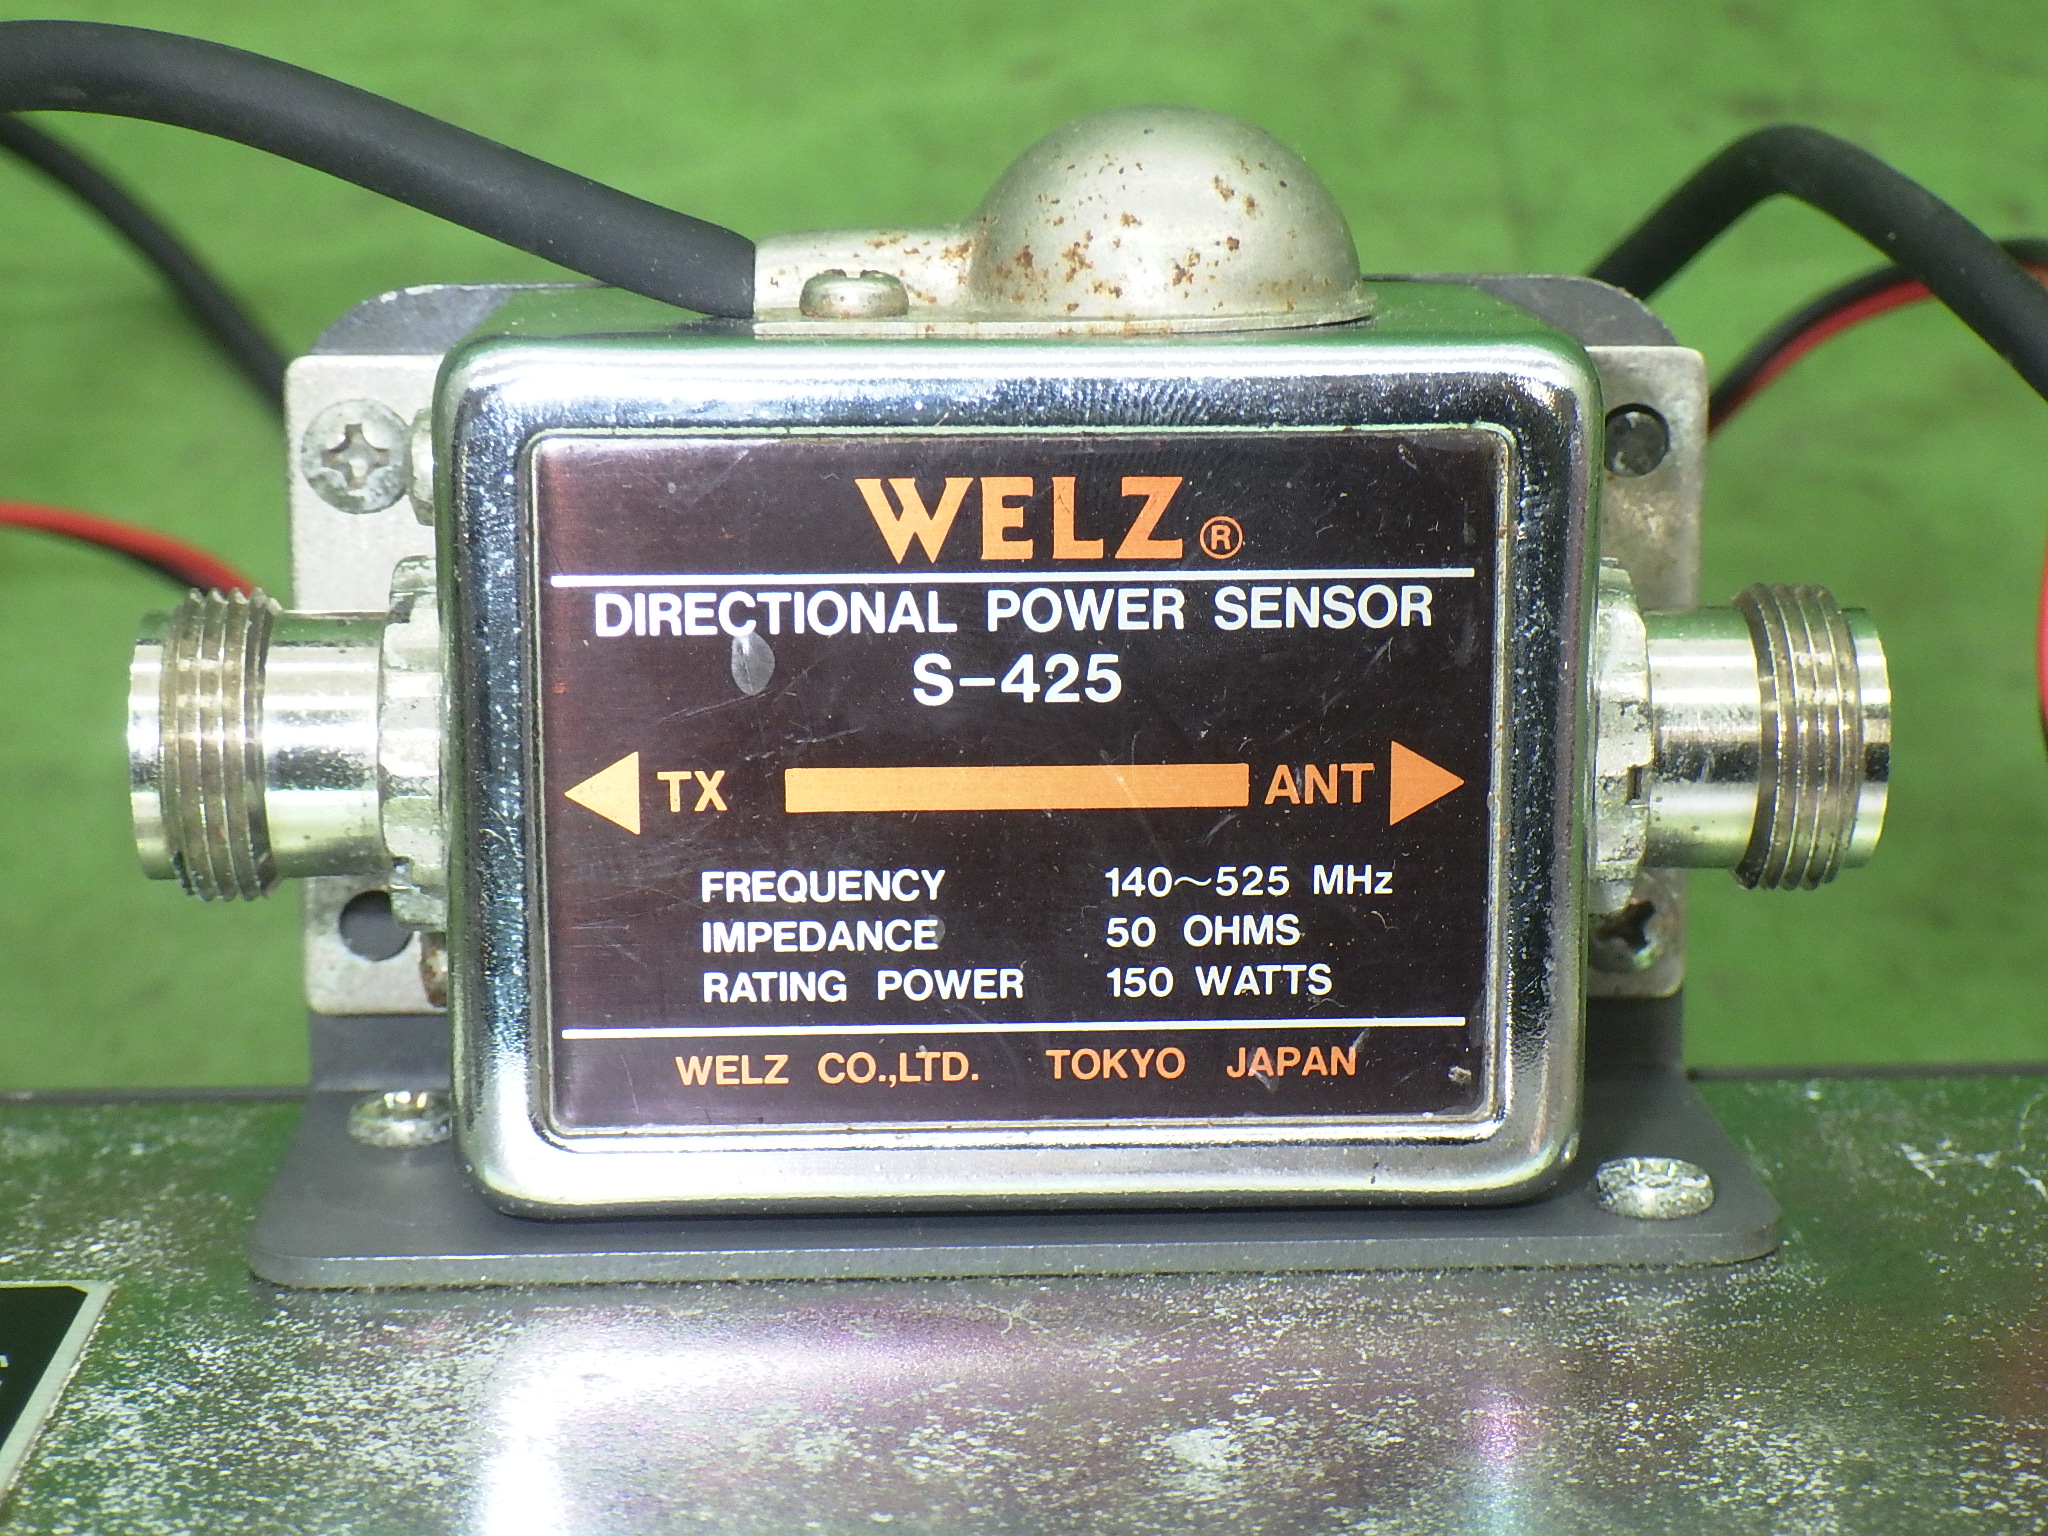 WELZ®
DIRECTIONAL POWER SENSOR
S-425
TX ANT
FREQUENCY 140~525 MHz
IMPEDANCE 50 OHMS
RATING POWER 150 WATTS
WELZ CO.,LTD. TOKYO JAPAN